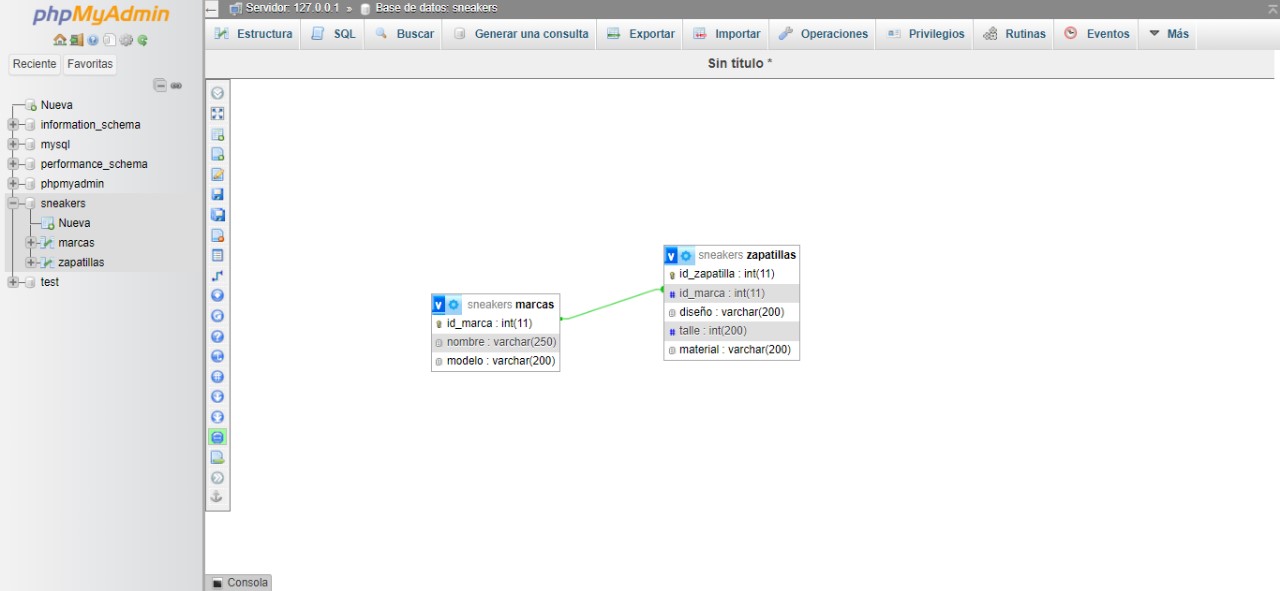 phpMyAdmin
Reciente Favoritas
Nueva
information_schema
mysql
performance_schema
phpmyadmin
sneakers
Nueva
marcas
zapatillas
test
Servidor: 127.0.0.1 » Base de datos: sneakers
Estructura SQL Buscar Generar una consulta Exportar Importar Operaciones Privilegios Rutinas Eventos Más
Sin título *
v sneakers marcas
id_marca : int(11)
nombre : varchar(250)
modelo : varchar(200)
v sneakers zapatillas
id_zapatilla : int(11)
# id_marca : int(11)
diseño : varchar(200)
# talle : int(200)
material : varchar(200)
Consola